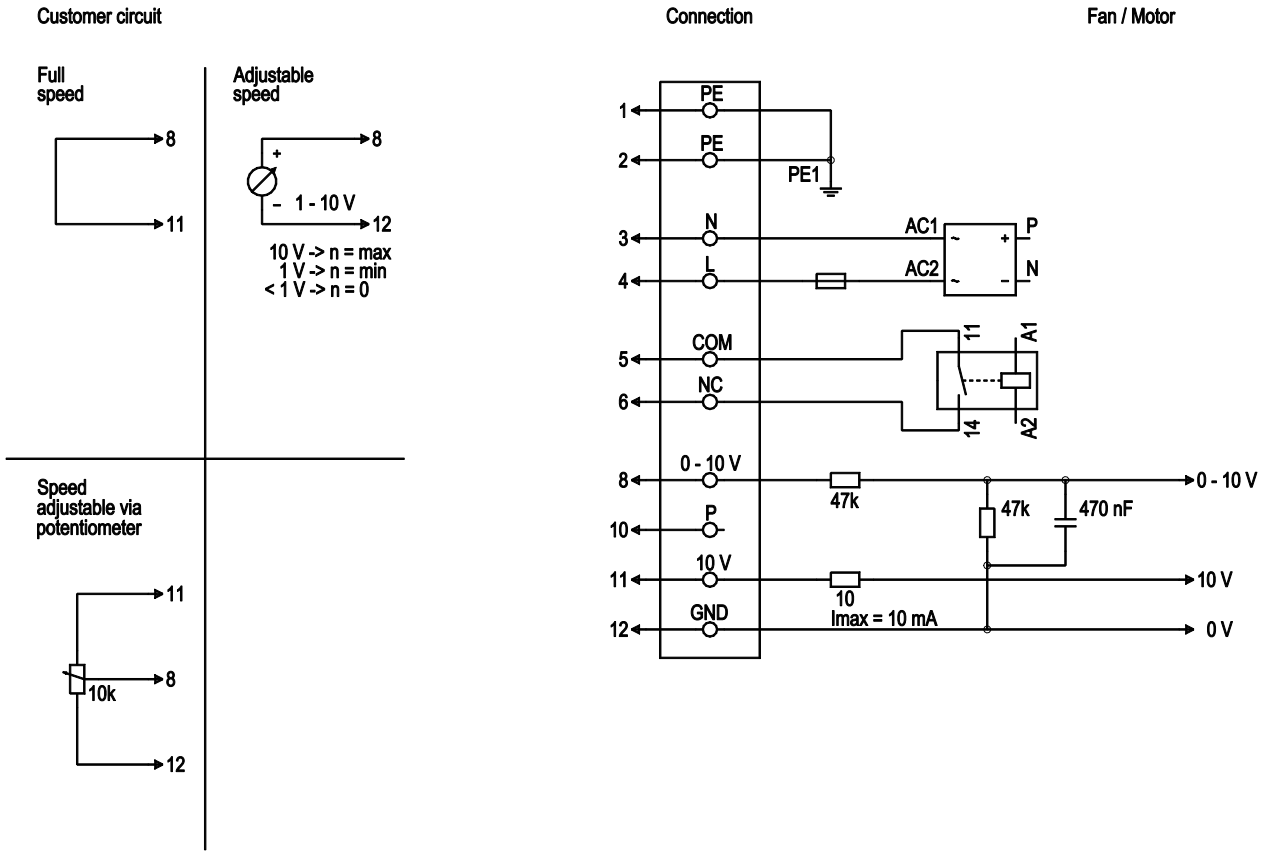 Customer circuit
Connection
Fan / Motor
Full
speed
8
11
Adjustable
speed
8
+
–
1 - 10 V
12
10 V -> n = max
1 V -> n = min
< 1 V -> n = 0
Speed
adjustable via
potentiometer
11
8
10k
12
PE
1
PE
2
PE1
N
3
AC1
~
+
P
L
4
AC2
~
–
N
COM
5
11
A1
NC
6
14
A2
0 - 10 V
8
47k
47k
470 nF
0 - 10 V
P
10
10 V
11
10
10 V
Imax = 10 mA
GND
12
0 V